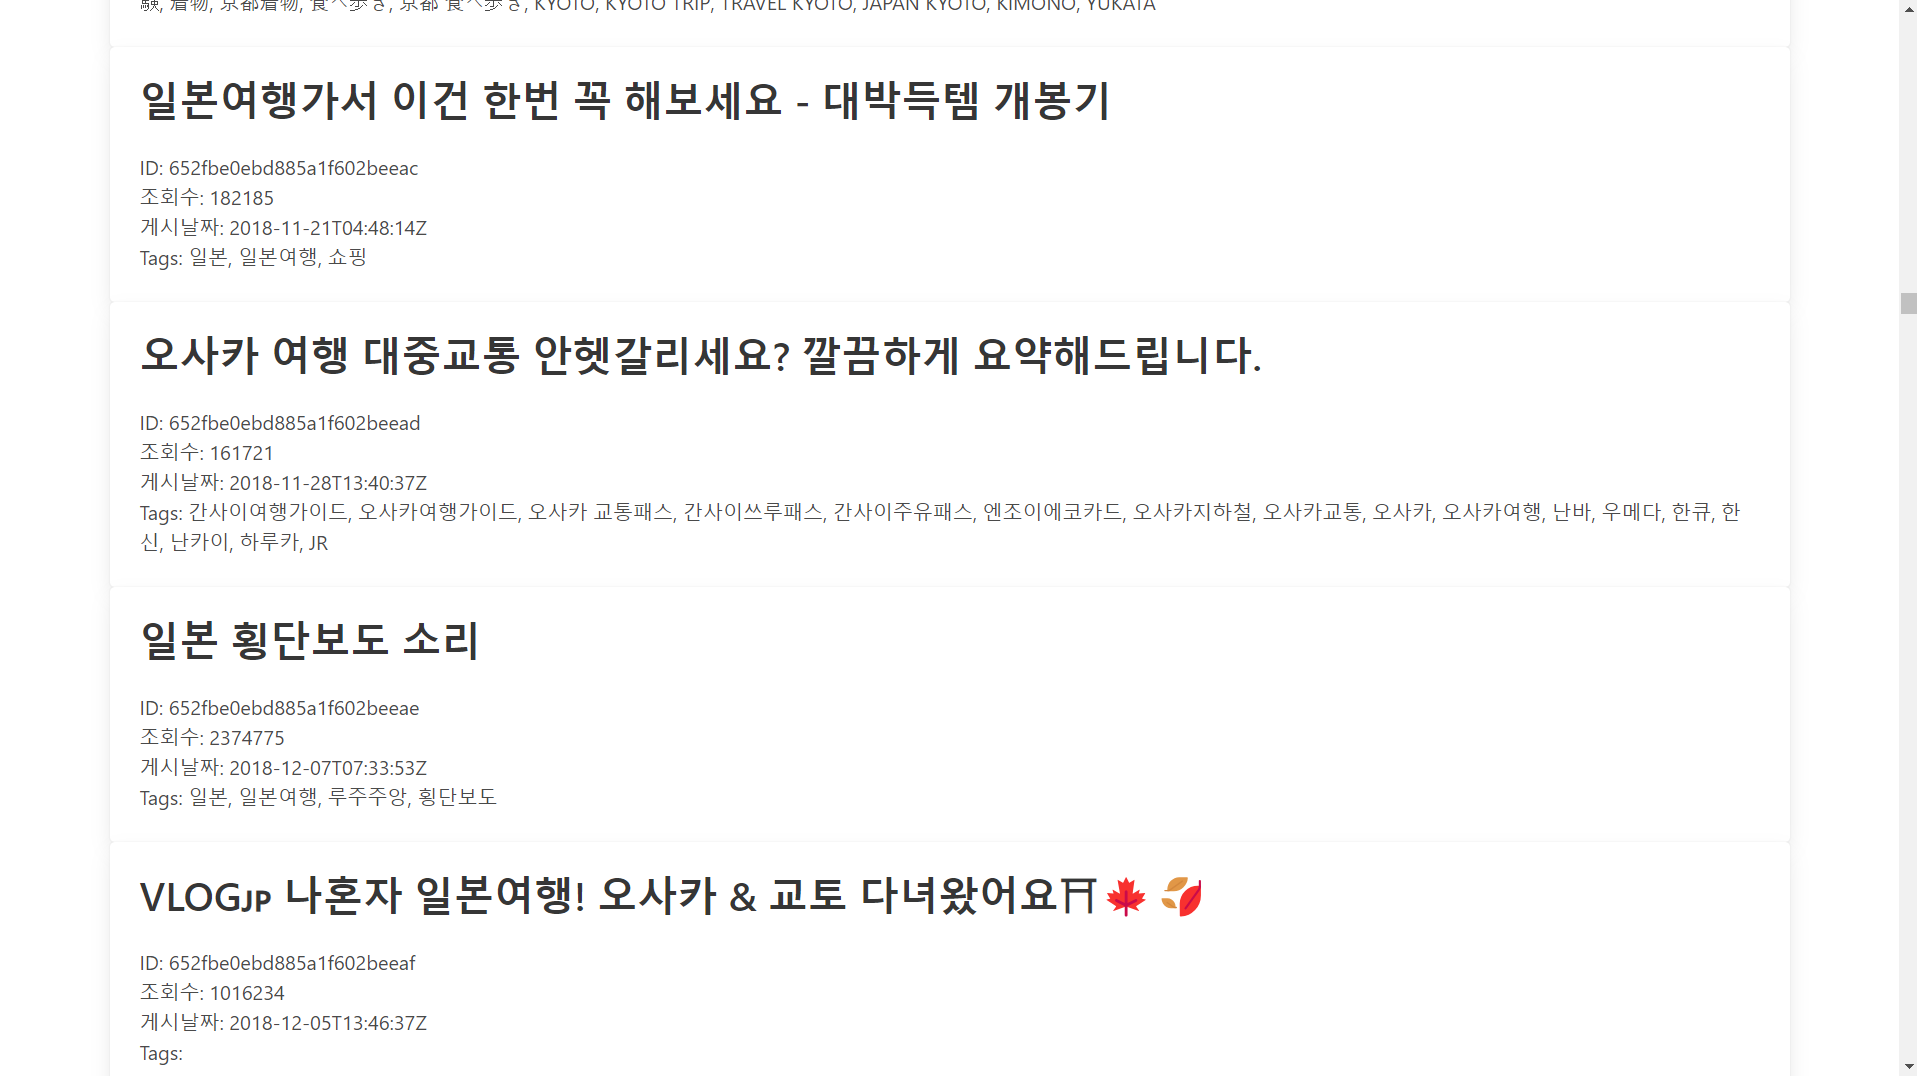 験, 着物, 京都着物, 食べ歩き, 京都 食べ歩き, KYOTO, KYOTO TRIP, TRAVEL KYOTO, JAPAN KYOTO, KIMONO, YUKATA
일본여행가서 이건 한번 꼭 해보세요 - 대박득템 개봉기
ID: 652fbe0ebd885a1f602beeac
조회수: 182185
게시날짜: 2018-11-21T04:48:14Z
Tags: 일본, 일본여행, 쇼핑
오사카 여행 대중교통 안헷갈리세요? 깔끔하게 요약해드립니다.
ID: 652fbe0ebd885a1f602beead
조회수: 161721
게시날짜: 2018-11-28T13:40:37Z
Tags: 간사이여행가이드, 오사카여행가이드, 오사카 교통패스, 간사이쓰루패스, 간사이주유패스, 엔조이에코카드, 오사카지하철, 오사카교통, 오사카, 오사카여행, 난바, 우메다, 한큐, 한
신, 난카이, 하루카, JR
일본 횡단보도 소리
ID: 652fbe0ebd885a1f602beeae
조회수: 2374775
게시날짜: 2018-12-07T07:33:53Z
Tags: 일본, 일본여행, 루주주앙, 횡단보도
VLOG🇯🇵 나혼자 일본여행! 오사카 & 교토 다녀왔어요⛩🍁 🍂
ID: 652fbe0ebd885a1f602beeaf
조회수: 1016234
게시날짜: 2018-12-05T13:46:37Z
Tags: